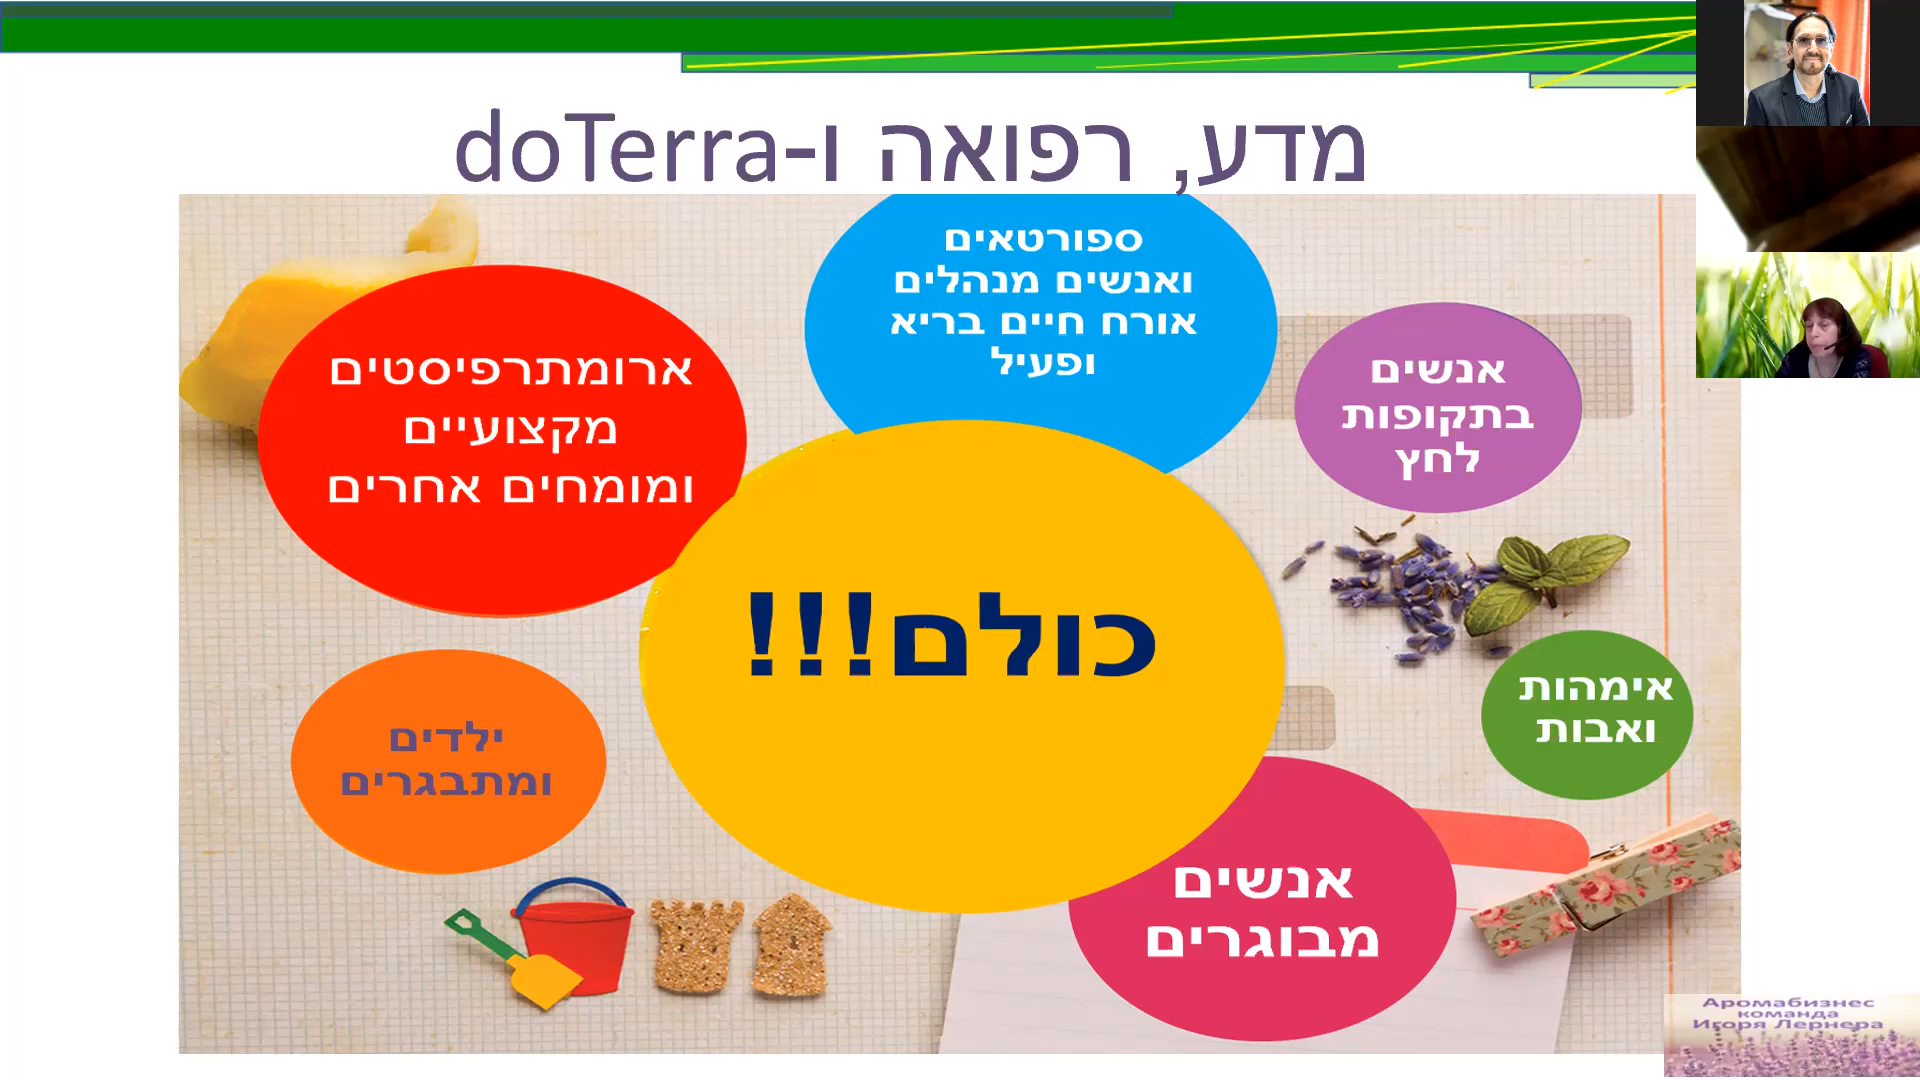 מדע, רפואה ו-doTerra
ספורטאים
ואנשים מנהלים
אורח חיים בריא
ופעיל
אנשים
בתקופות
לחץ
ארומתרפיסטים
מקצועיים
ומומחים אחרים
כולם!!!
אימהות
ואבות
ילדים
ומתבגרים
אנשים
מבוגרים
Аромабизнес
команда
Игоря Лернера